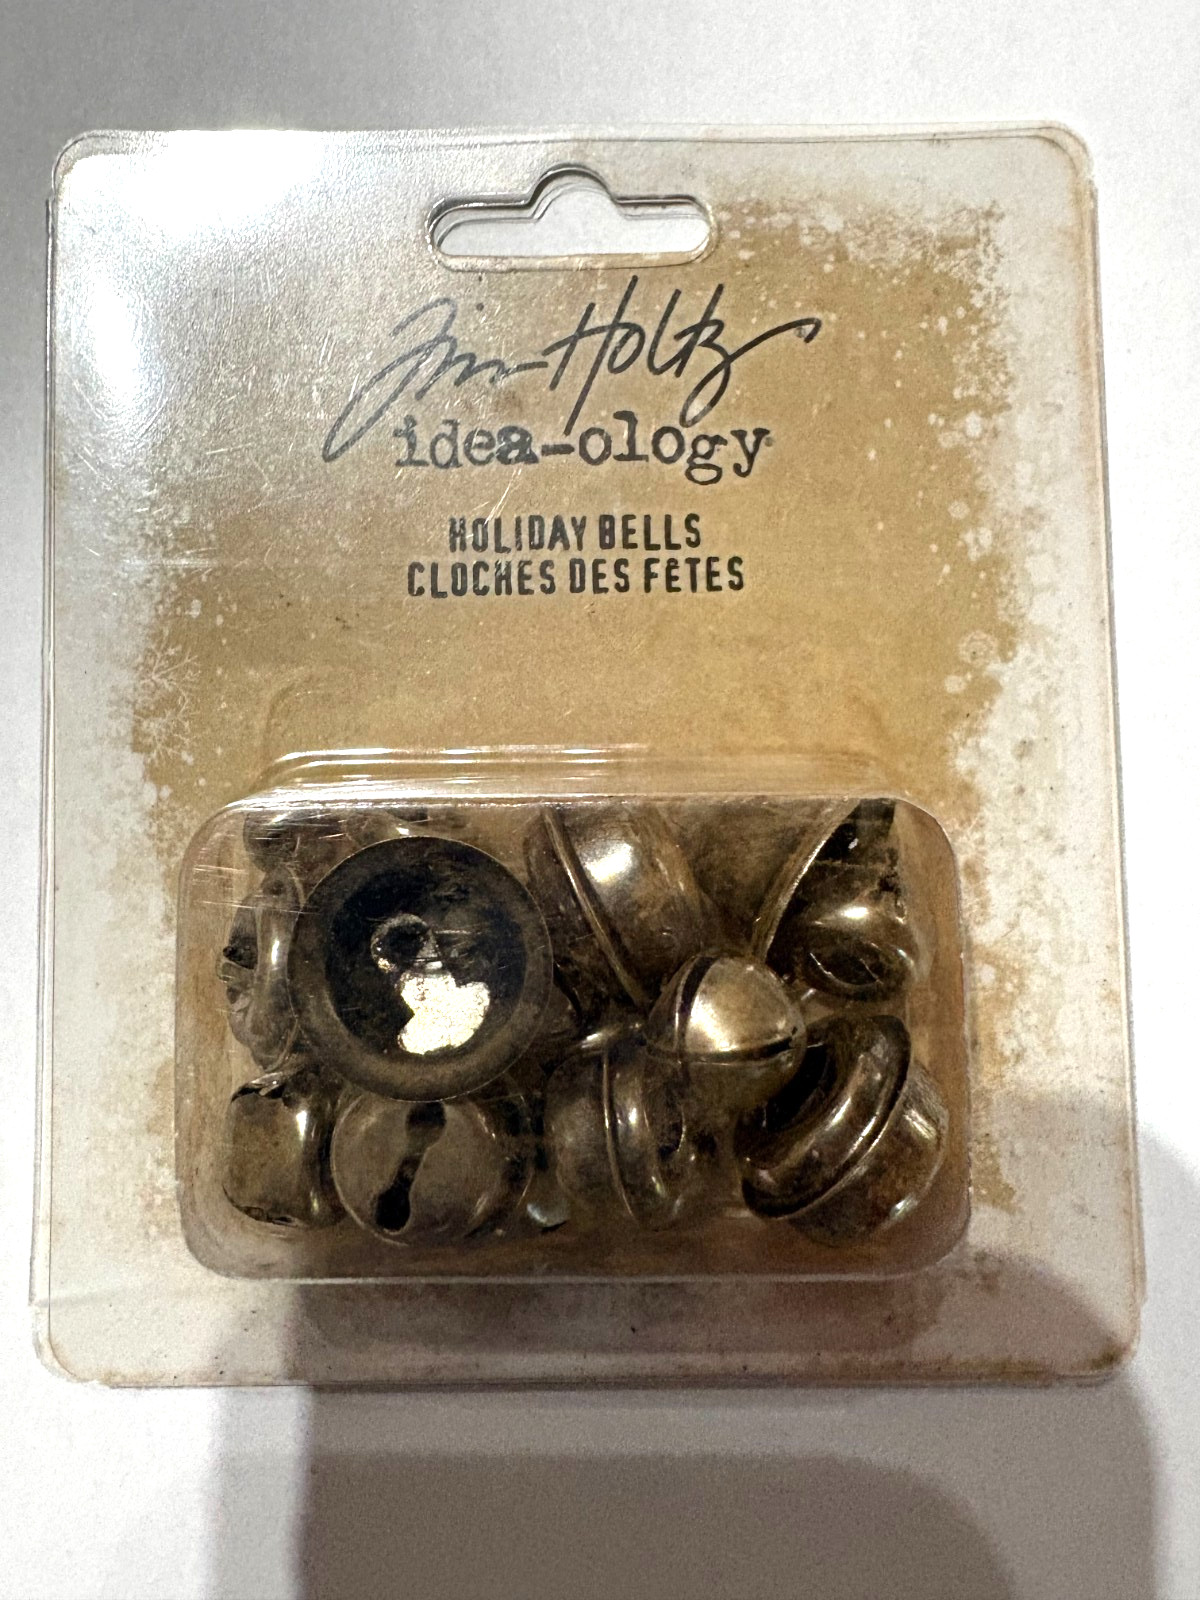 Tim Holtz
idea-ology
HOLIDAY BELLS
CLOCHES DES FÊTES